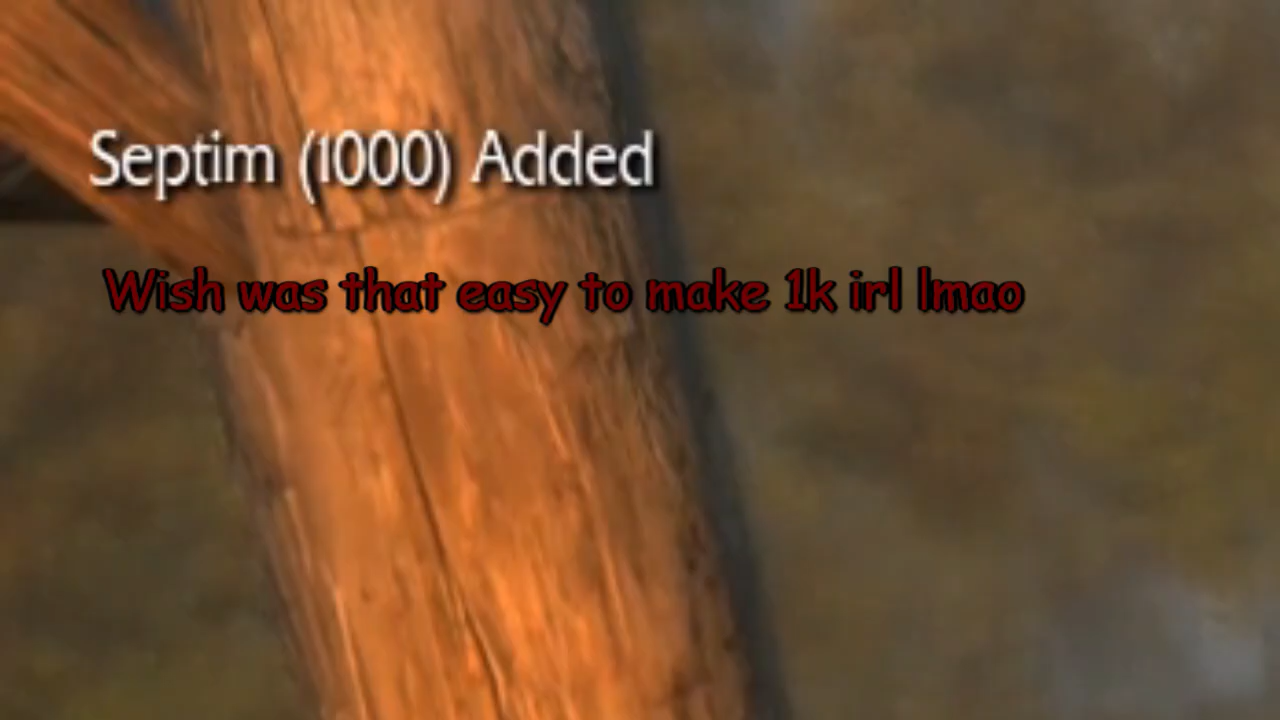 Septim (1000) Added
Wish was that easy to make 1k irl lmao